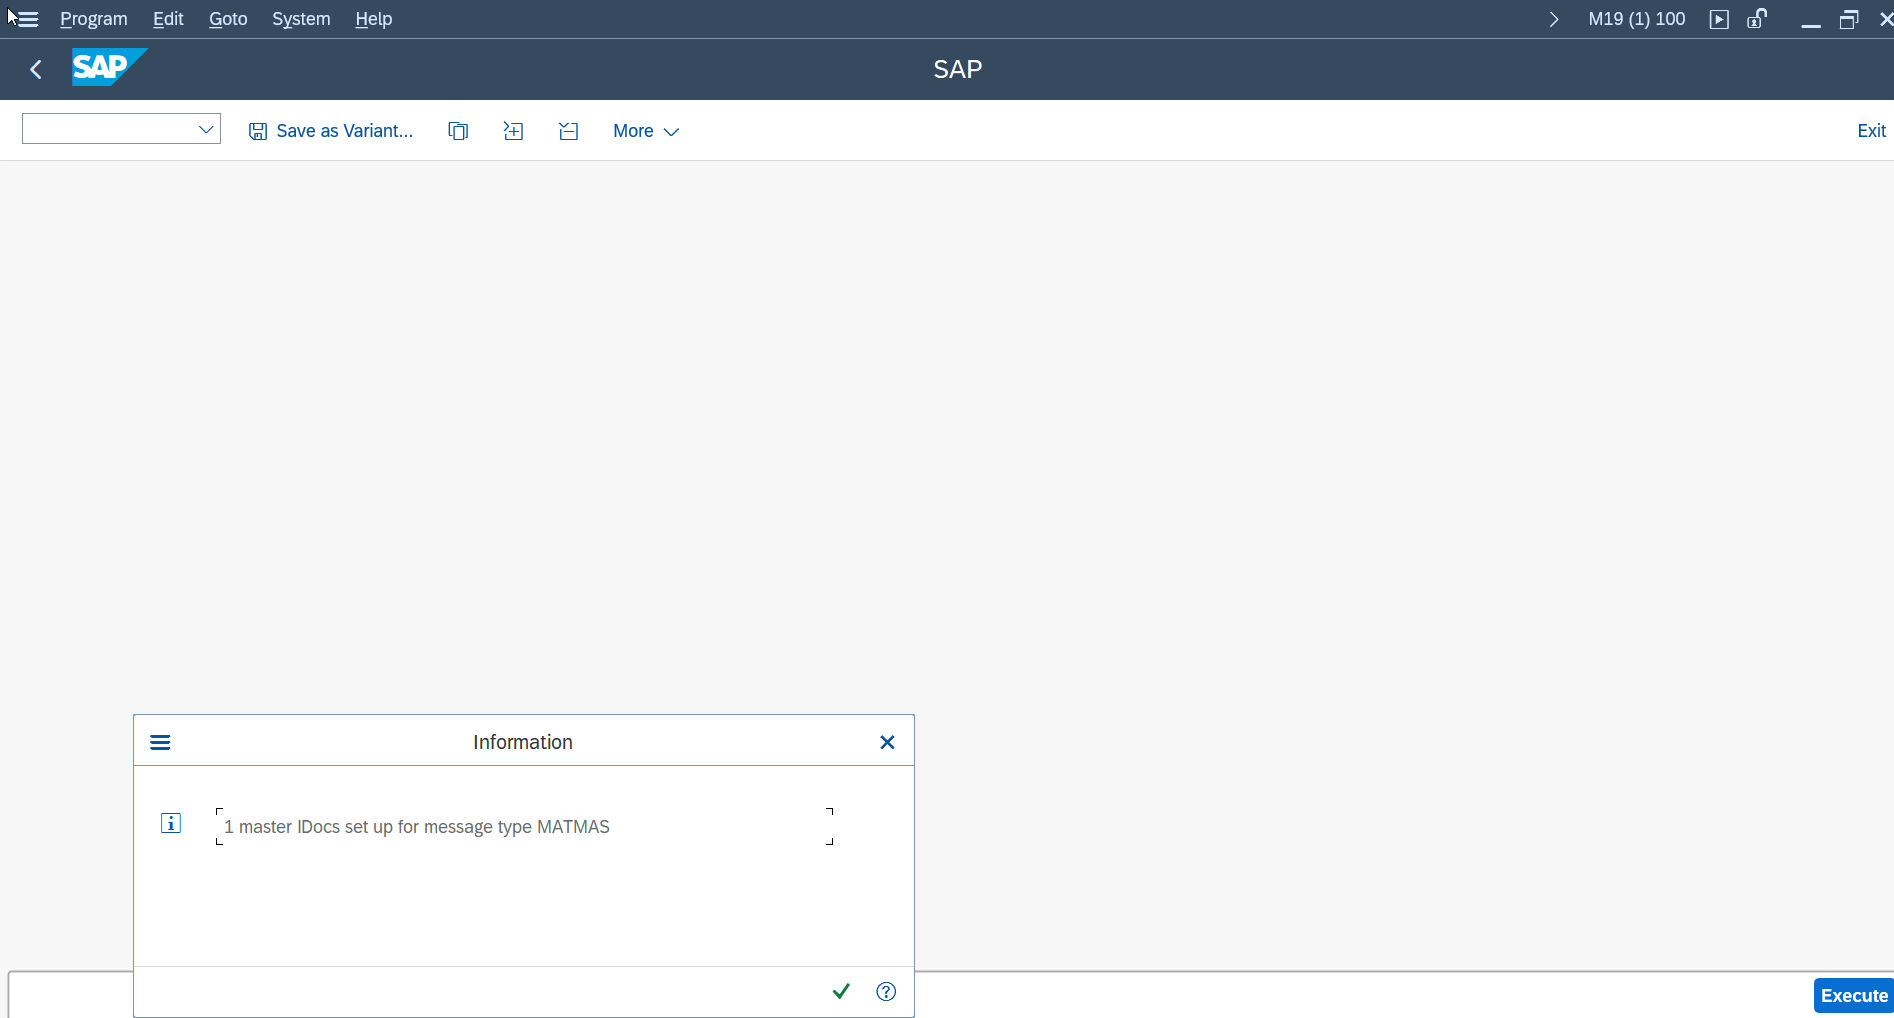 Program Edit Goto System Help
M19 (1) 100
SAP
SAP
Save as Variant...
More
Exit
Information
1 master IDocs set up for message type MATMAS
Execute